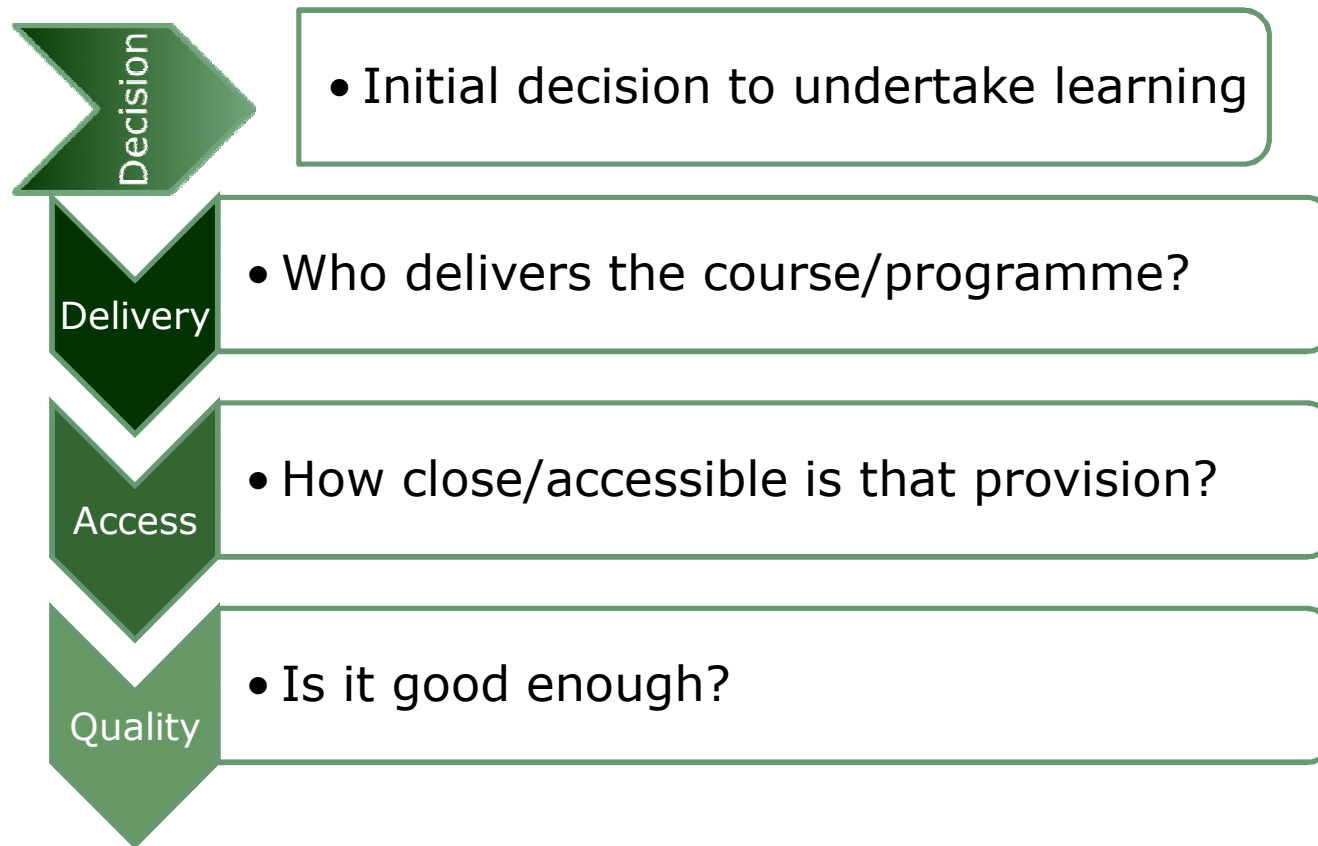 Decision
• Initial decision to undertake learning
Delivery
• Who delivers the course/programme?
Access
• How close/accessible is that provision?
Quality
• Is it good enough?